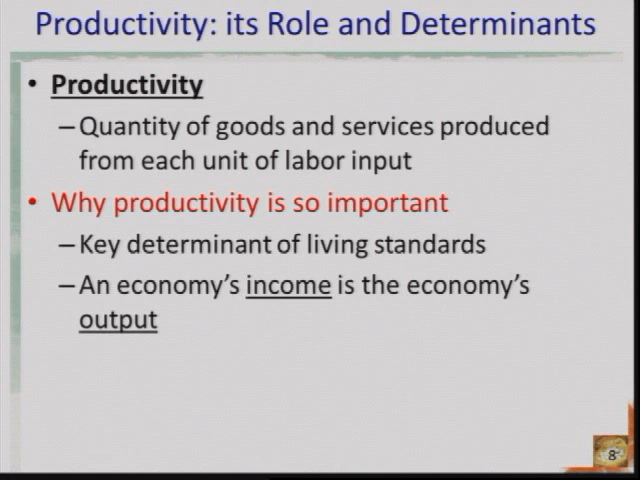 Productivity: its Role and Determinants
• Productivity
– Quantity of goods and services produced
from each unit of labor input
• Why productivity is so important
– Key determinant of living standards
– An economy's income is the economy's
output
8